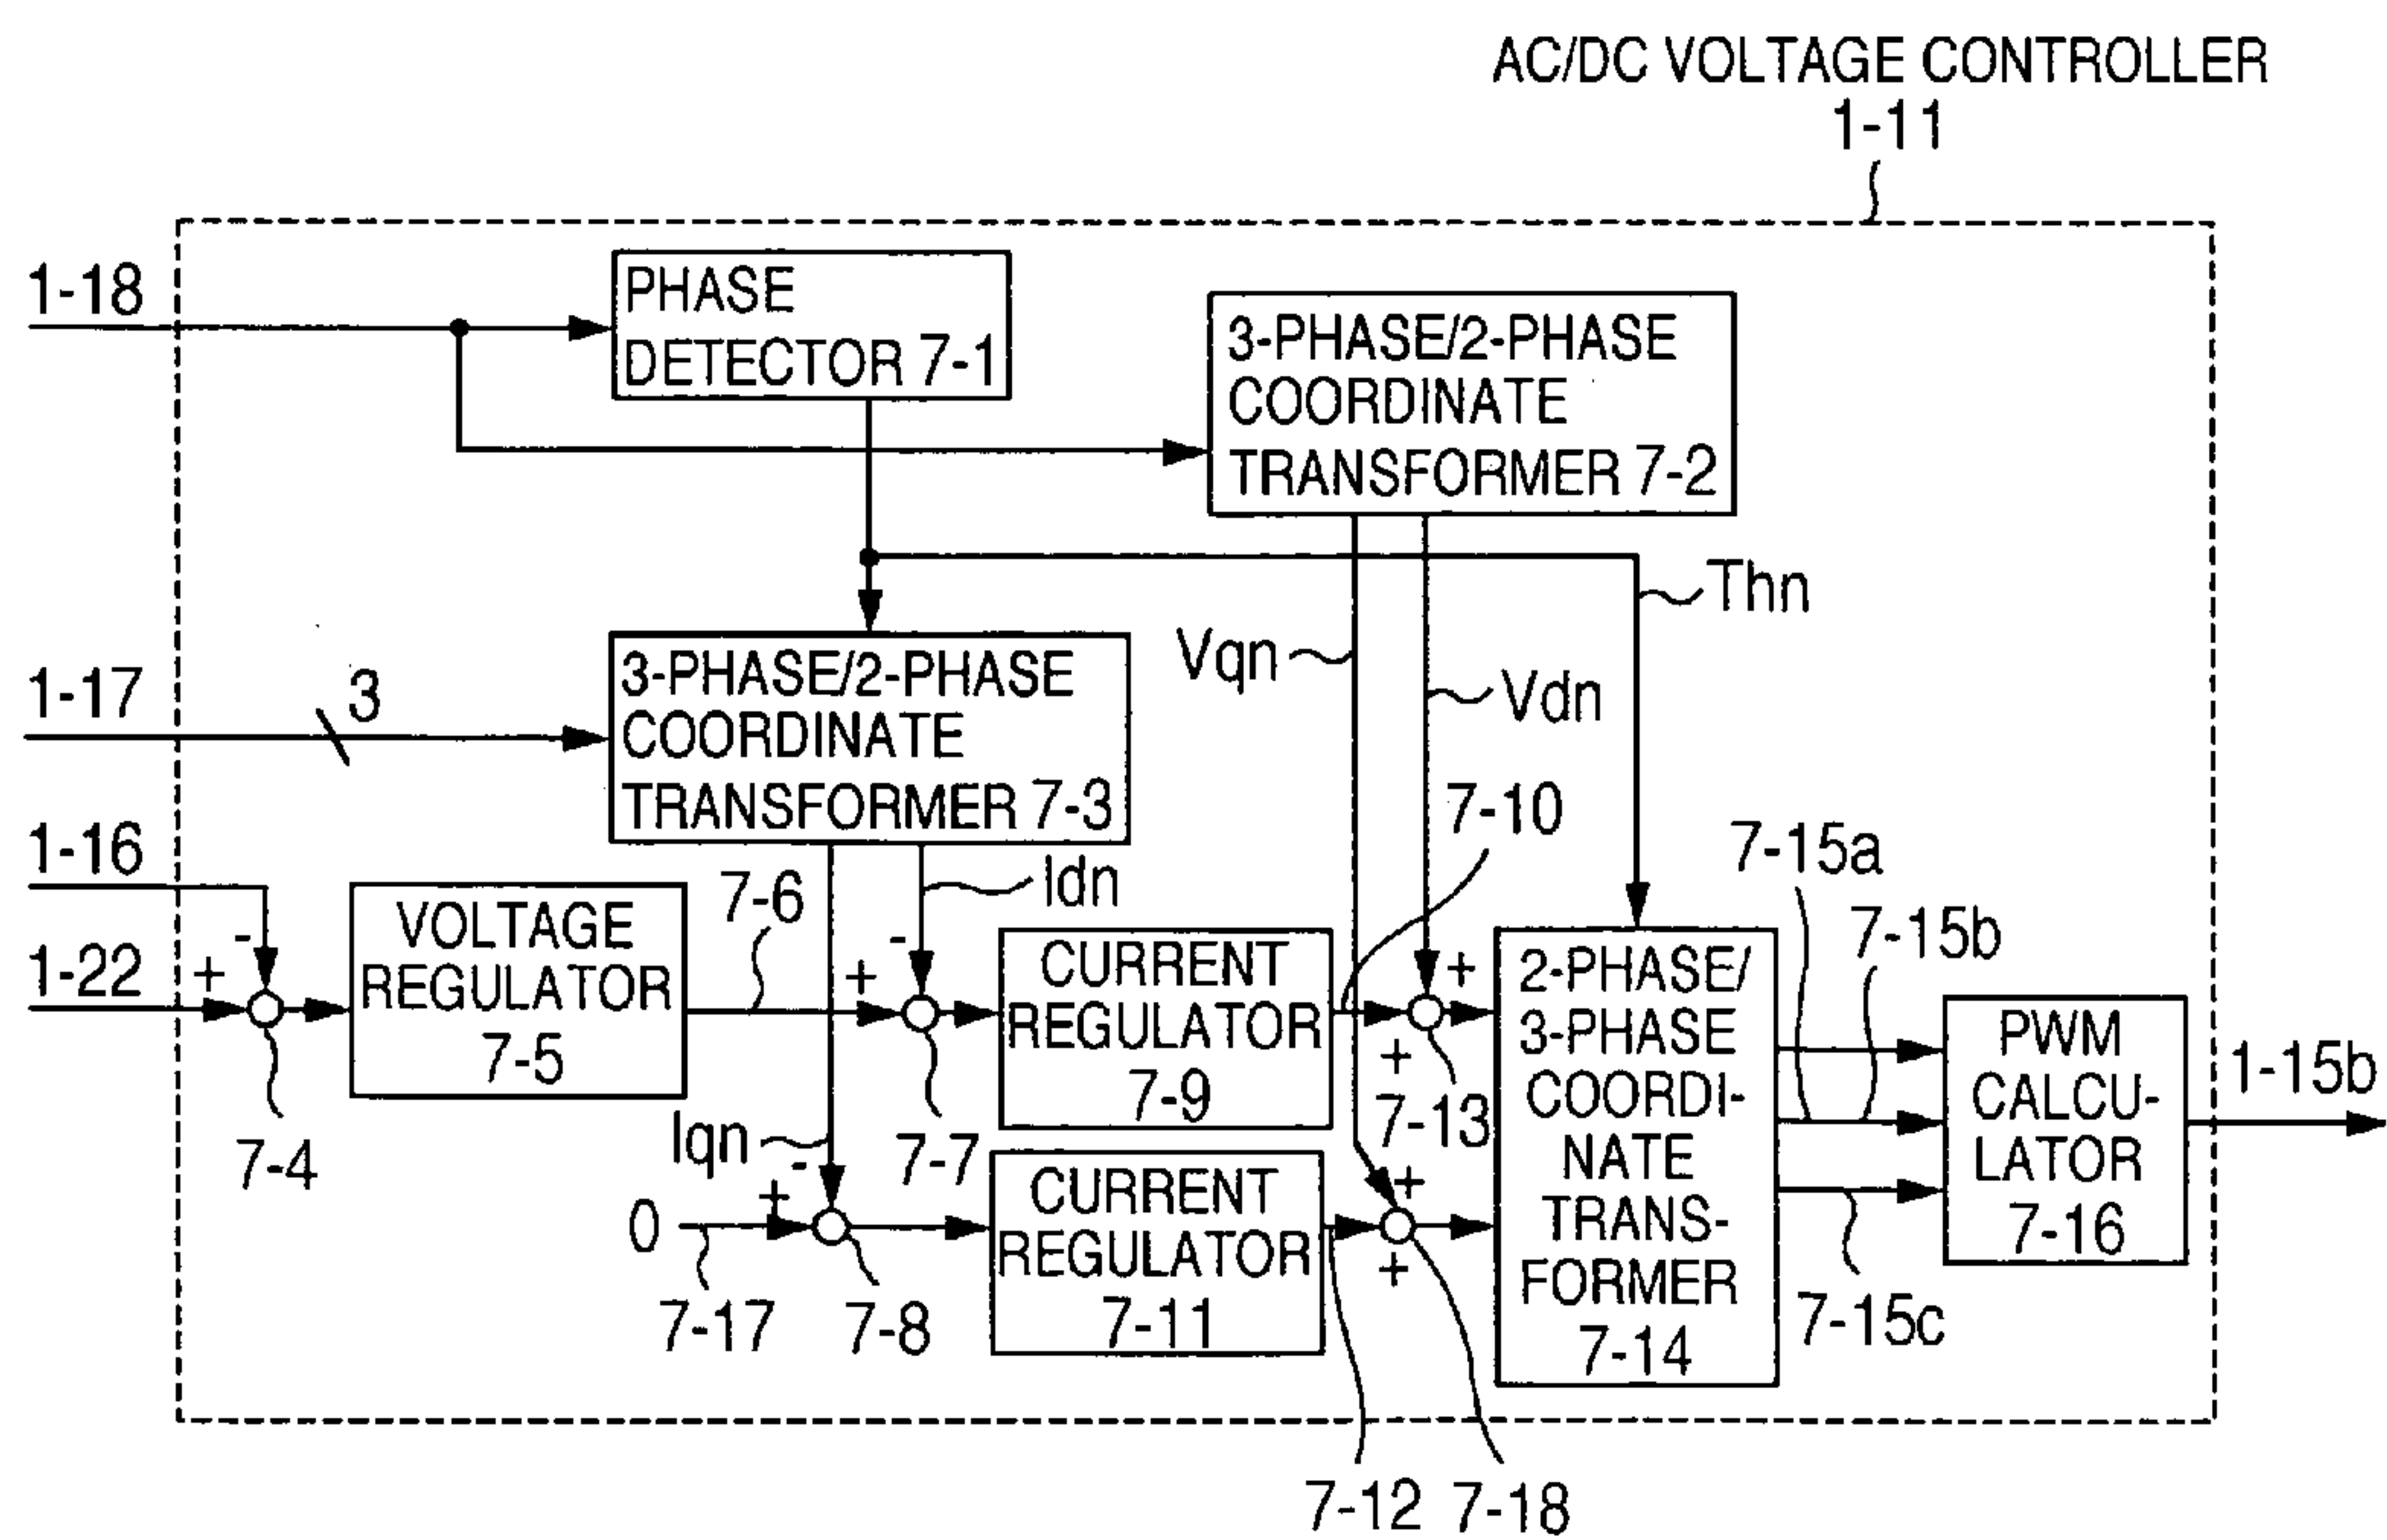 AC/DC VOLTAGE CONTROLLER
1-11
1-18
PHASE
DETECTOR 7-1
3-PHASE/2-PHASE
COORDINATE
TRANSFORMER 7-2
Thn
Vqn
Vdn
1-17
3
3-PHASE/2-PHASE
COORDINATE
TRANSFORMER 7-3
7-10
7-15a
7-15b
1-16
1-22
-
+
7-4
VOLTAGE
REGULATOR
7-5
7-6
Idn
-
+
7-7
CURRENT
REGULATOR
7-9
+
+
7-13
2-PHASE/
3-PHASE
COORDI-
NATE
TRANS-
FORMER
7-14
PWM
CALCU-
LATOR
7-16
1-15b
Iqn
-
+
0
7-17
7-8
CURRENT
REGULATOR
7-11
+
+
7-15c
7-12
7-18